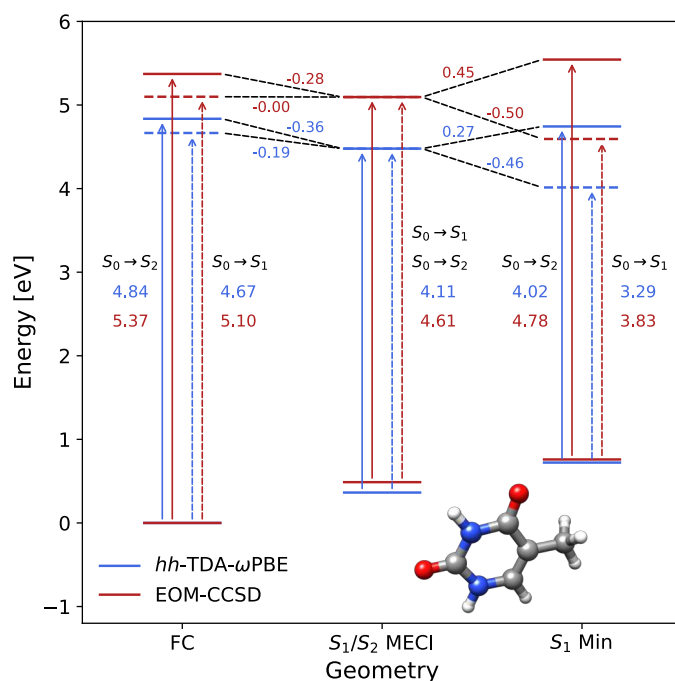 6
5
4
3
2
1
0
−1
Energy [eV]
-0.28
-0.00
-0.36
-0.19
0.45
-0.50
0.27
-0.46
S₀→S₂
4.84
5.37
S₀→S₁
4.67
5.10
S₀→S₁
S₀→S₂
4.11
4.61
S₀→S₂
4.02
4.78
S₀→S₁
3.29
3.83
hh-TDA-ωPBE
EOM-CCSD
FC
S₁/S₂ MECI
S₁ Min
Geometry